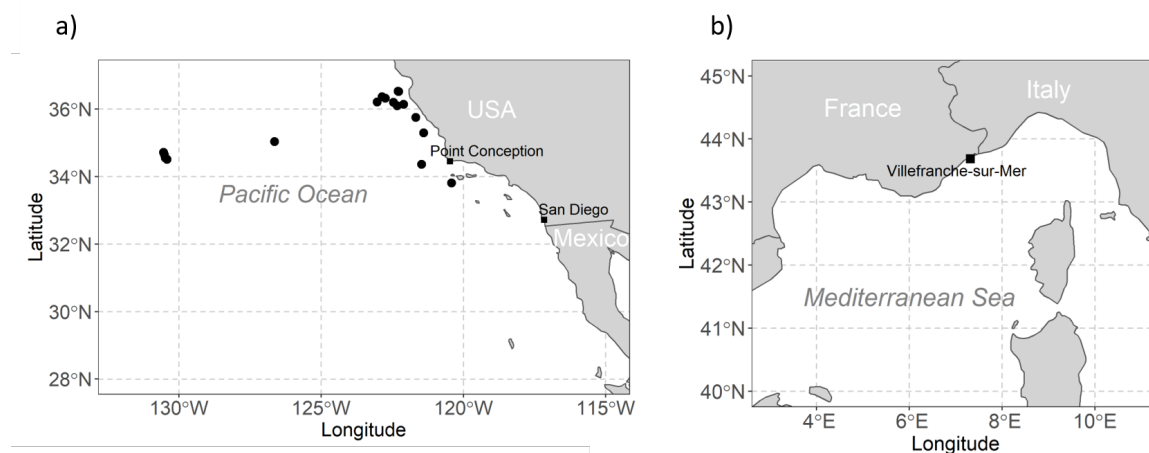 a)
36°N
34°N
32°N
30°N
28°N
Latitude
USA
Point Conception
Pacific Ocean
San Diego
Mexico
130°W
125°W
120°W
115°W
Longitude
b)
45°N
44°N
43°N
42°N
41°N
40°N
Latitude
France
Italy
Villefranche-sur-Mer
Mediterranean Sea
4°E
6°E
8°E
10°E
Longitude